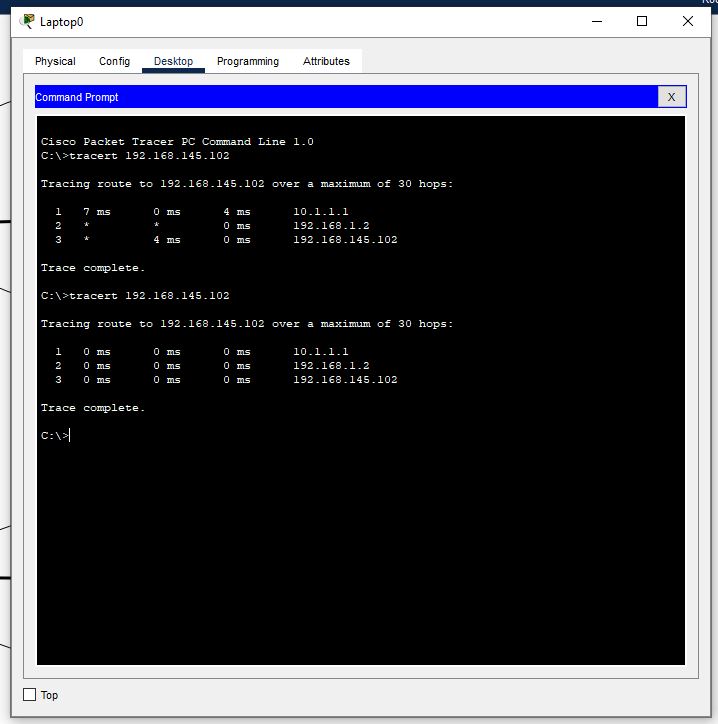 Laptop0
Physical Config Desktop Programming Attributes
Command Prompt X
Cisco Packet Tracer PC Command Line 1.0
C:\>tracert 192.168.145.102
Tracing route to 192.168.145.102 over a maximum of 30 hops:
1 7 ms 0 ms 4 ms 10.1.1.1
2 * * 0 ms 192.168.1.2
3 * 4 ms 0 ms 192.168.145.102
Trace complete.
C:\>tracert 192.168.145.102
Tracing route to 192.168.145.102 over a maximum of 30 hops:
1 0 ms 0 ms 0 ms 10.1.1.1
2 0 ms 0 ms 0 ms 192.168.1.2
3 0 ms 0 ms 0 ms 192.168.145.102
Trace complete.
C:\>
Top